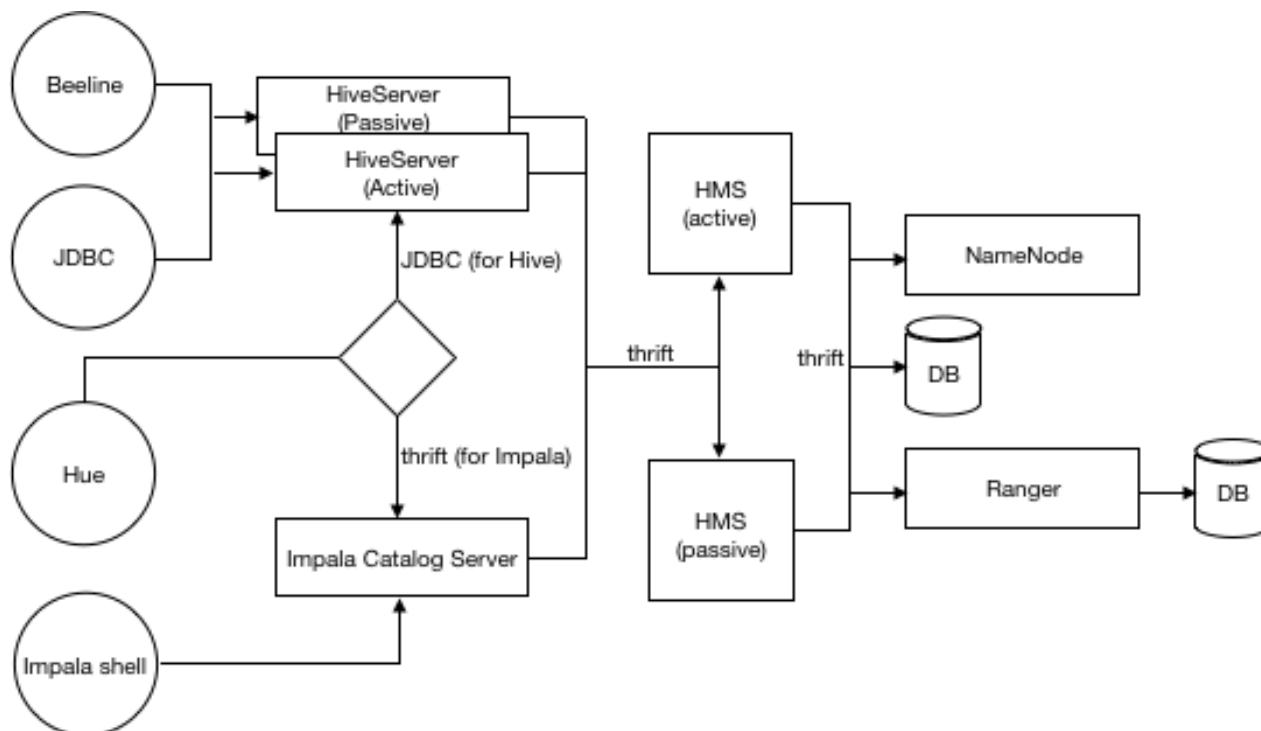 Beeline
HiveServer
(Passive)
HiveServer
(Active)
JDBC
JDBC (for Hive)
HMS
(active)
NameNode
thrift
thrift
DB
Hue
thrift (for Impala)
Impala Catalog Server
HMS
(passive)
Ranger
DB
Impala shell